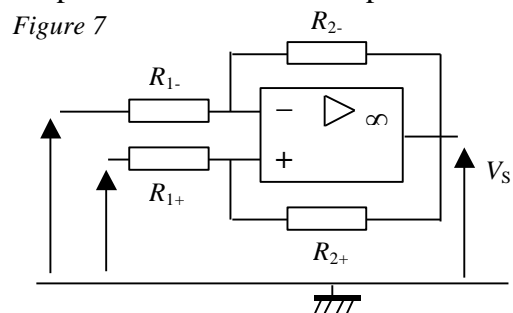 Figure 7
R2-
R1-
− ▷ ∞
+
R1+
VS
R2+